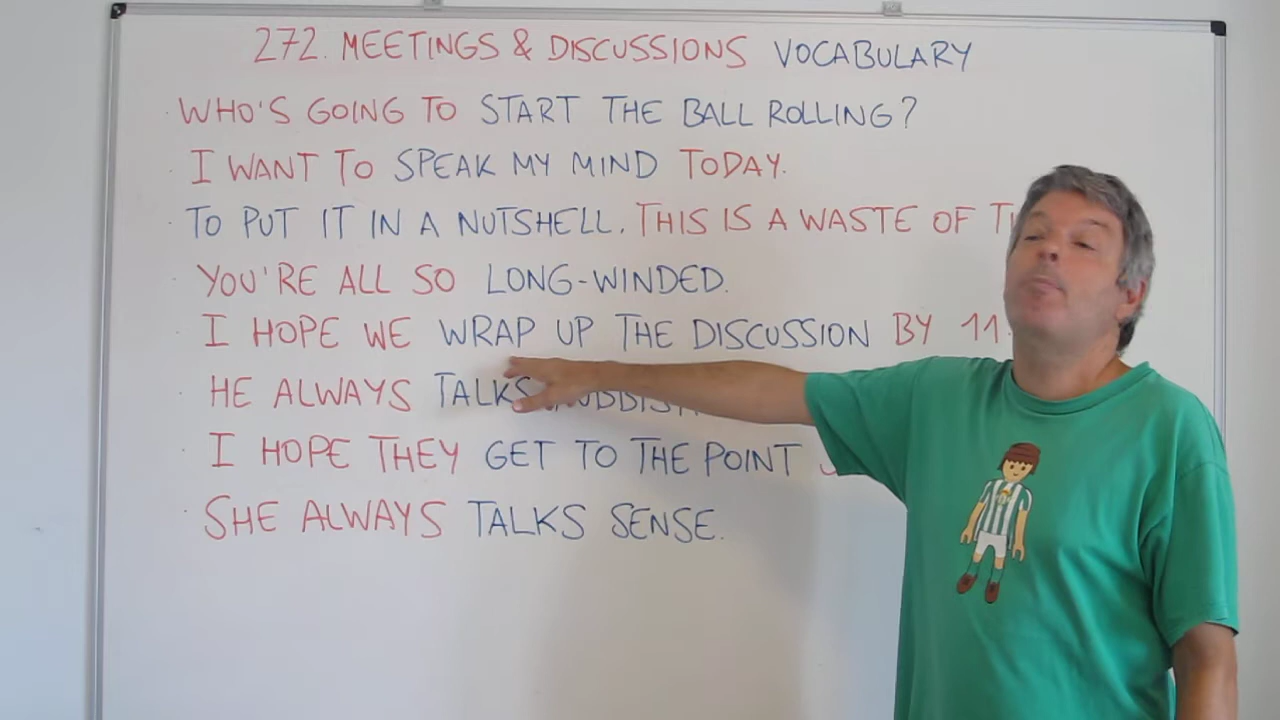 272. MEETINGS & DISCUSSIONS VOCABULARY
WHO'S GOING TO START THE BALL ROLLING?
I WANT TO SPEAK MY MIND TODAY.
TO PUT IT IN A NUTSHELL. THIS IS A WASTE OF
YOU'RE ALL SO LONG-WINDED.
I HOPE WE WRAP UP THE DISCUSSION BY 11
HE ALWAYS TALKS
I HOPE THEY GET TO THE POINT
SHE ALWAYS TALKS SENSE.